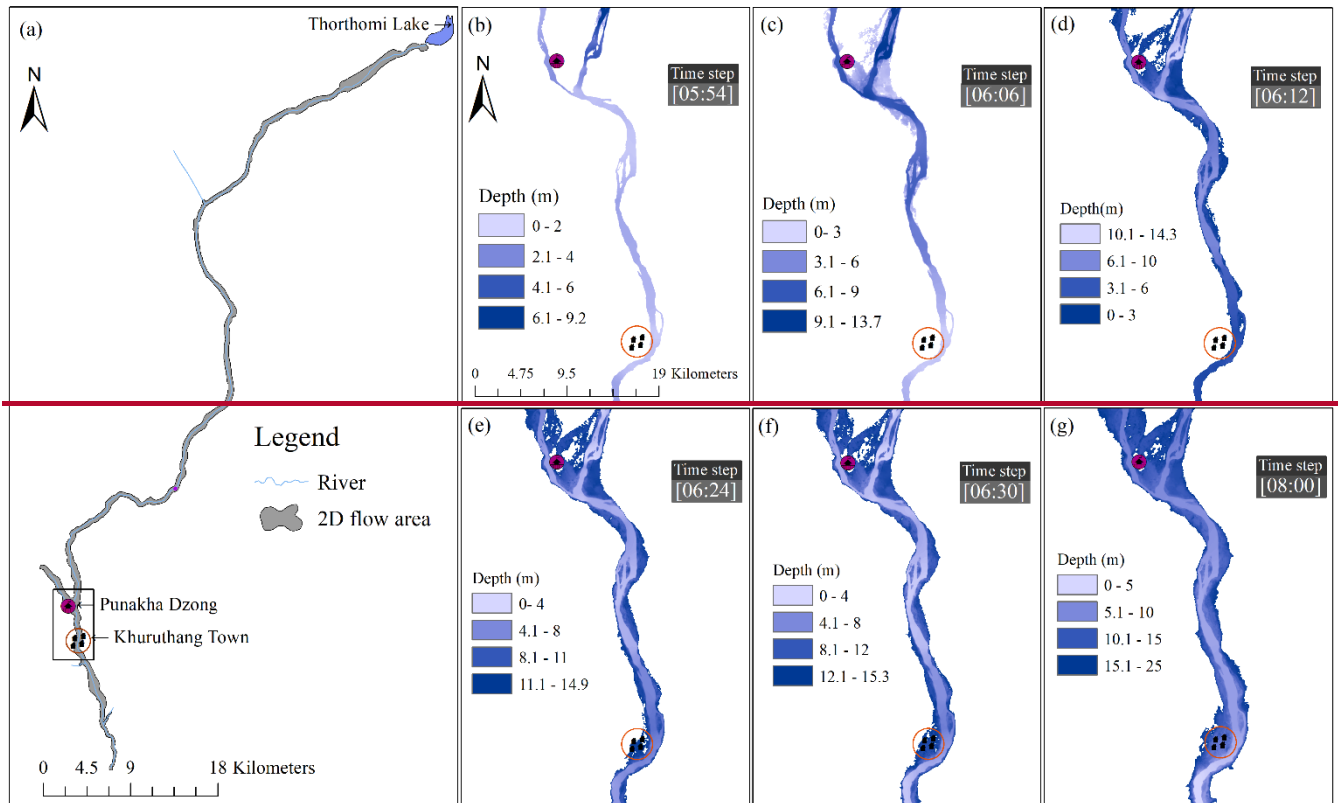 (a)
Thorthomi Lake
N
Legend
River
2D flow area
Punakha Dzong
Khuruthang Town
0 4.5 9 18 Kilometers
(b)
N
Time step
[05:54]
Depth (m)
0 - 2
2.1 - 4
4.1 - 6
6.1 - 9.2
0 4.75 9.5 19 Kilometers
(c)
Time step
[06:06]
Depth (m)
0- 3
3.1 - 6
6.1 - 9
9.1 - 13.7
(d)
Time step
[06:12]
Depth(m)
10.1 - 14.3
6.1 - 10
3.1 - 6
0 - 3
(e)
Time step
[06:24]
Depth (m)
0- 4
4.1 - 8
8.1 - 11
11.1 - 14.9
(f)
Time step
[06:30]
Depth (m)
0 - 4
4.1 - 8
8.1 - 12
12.1 - 15.3
(g)
Time step
[08:00]
Depth (m)
0 - 5
5.1 - 10
10.1 - 15
15.1 - 25